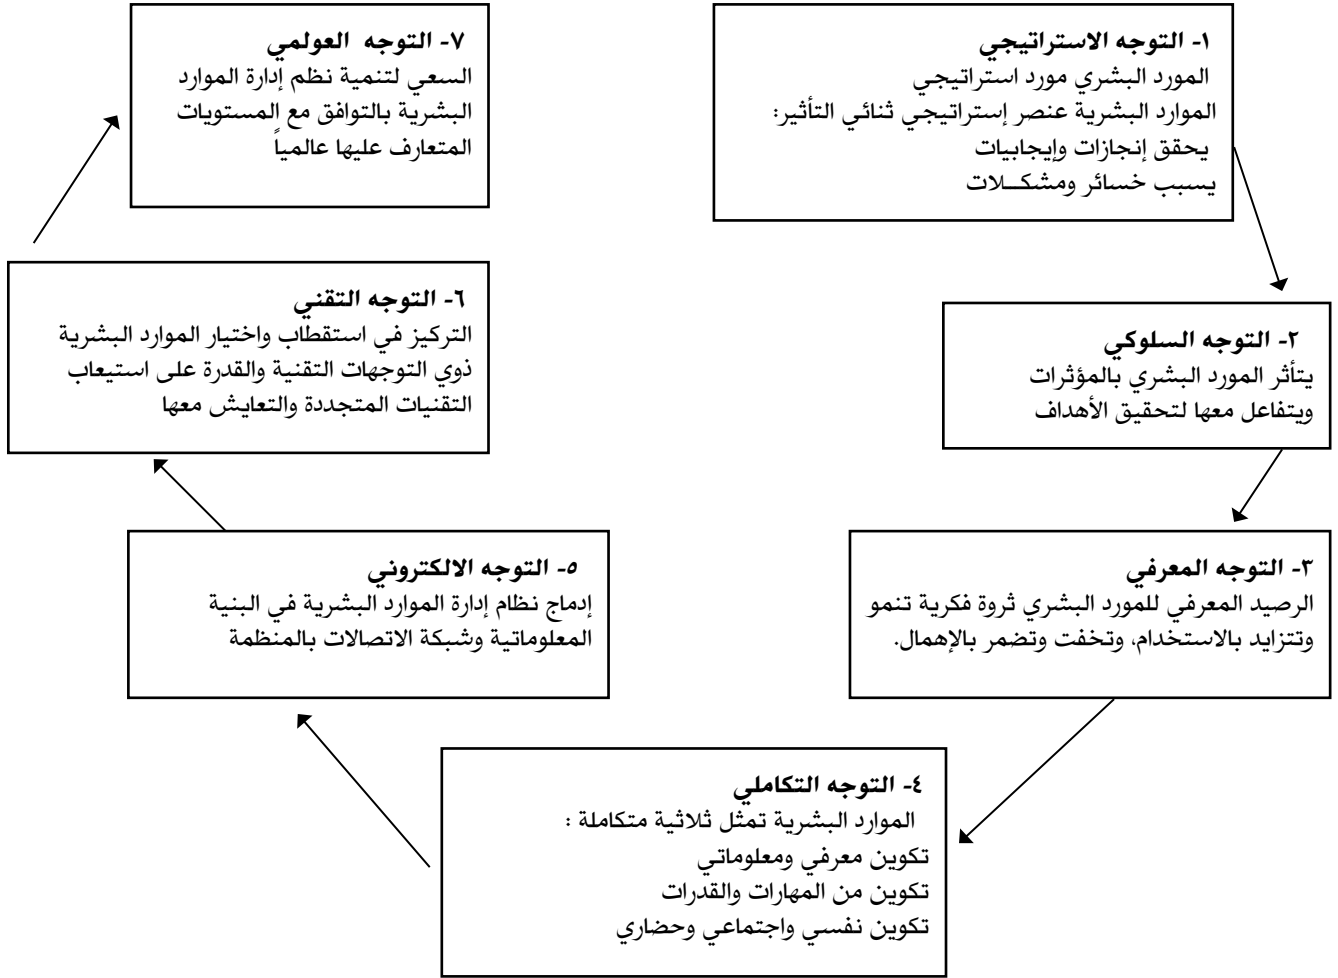 ١- التوجه الاستراتيجي
المورد البشري مورد استراتيجي
الموارد البشرية عنصر إستراتيجي ثنائي التأثير:
يحقق إنجازات وإيجابيات
يسبب خسائر ومشكــلات
٢- التوجه السلوكي
يتأثر المورد البشري بالمؤثرات
ويتفاعل معها لتحقيق الأهداف
٣- التوجه المعرفي
الرصيد المعرفي للمورد البشري ثروة فكرية تنمو
وتتزايد بالاستخدام، وتخفت وتضمر بالإهمال.
٤- التوجه التكاملي
الموارد البشرية تمثل ثلاثية متكاملة :
تكوين معرفي ومعلوماتي
تكوين من المهارات والقدرات
تكوين نفسي واجتماعي وحضاري
٥- التوجه الالكتروني
إدماج نظام إدارة الموارد البشرية في البنية
المعلوماتية وشبكة الاتصالات بالمنظمة
٦- التوجه التقني
التركيز في استقطاب واختيار الموارد البشرية
ذوي التوجهات التقنية والقدرة على استيعاب
التقنيات المتجددة والتعايش معها
٧- التوجه العولمي
السعي لتنمية نظم إدارة الموارد
البشرية بالتوافق مع المستويات
المتعارف عليها عالمياً